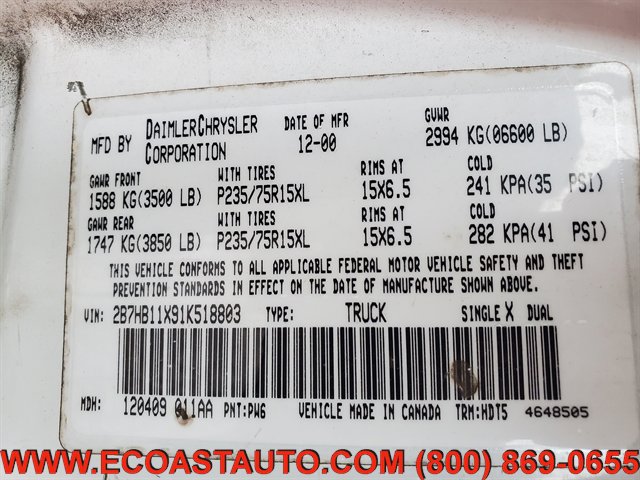 MFD BY DAIMLERCHRYSLER CORPORATION DATE OF MFR 12-00 GVWR 2994 KG(06600 LB)
GAWR FRONT WITH TIRES RIMS AT COLD
1588 KG(3500 LB) P235/75R15XL 15X6.5 241 KPA(35 PSI)
GAWR REAR WITH TIRES RIMS AT COLD
1747 KG(3850 LB) P235/75R15XL 15X6.5 282 KPA(41 PSI)
THIS VEHICLE CONFORMS TO ALL APPLICABLE FEDERAL MOTOR VEHICLE SAFETY AND THEFT
PREVENTION STANDARDS IN EFFECT ON THE DATE OF MANUFACTURE SHOWN ABOVE.
VIN: 2B7HB11X91K518803 TYPE: TRUCK SINGLE X DUAL
MDH: 120409 011AA PNT:PW6 VEHICLE MADE IN CANADA TRM:HDT5 4648505
WWW.ECOASTAUTO.COM (800) 869-0655